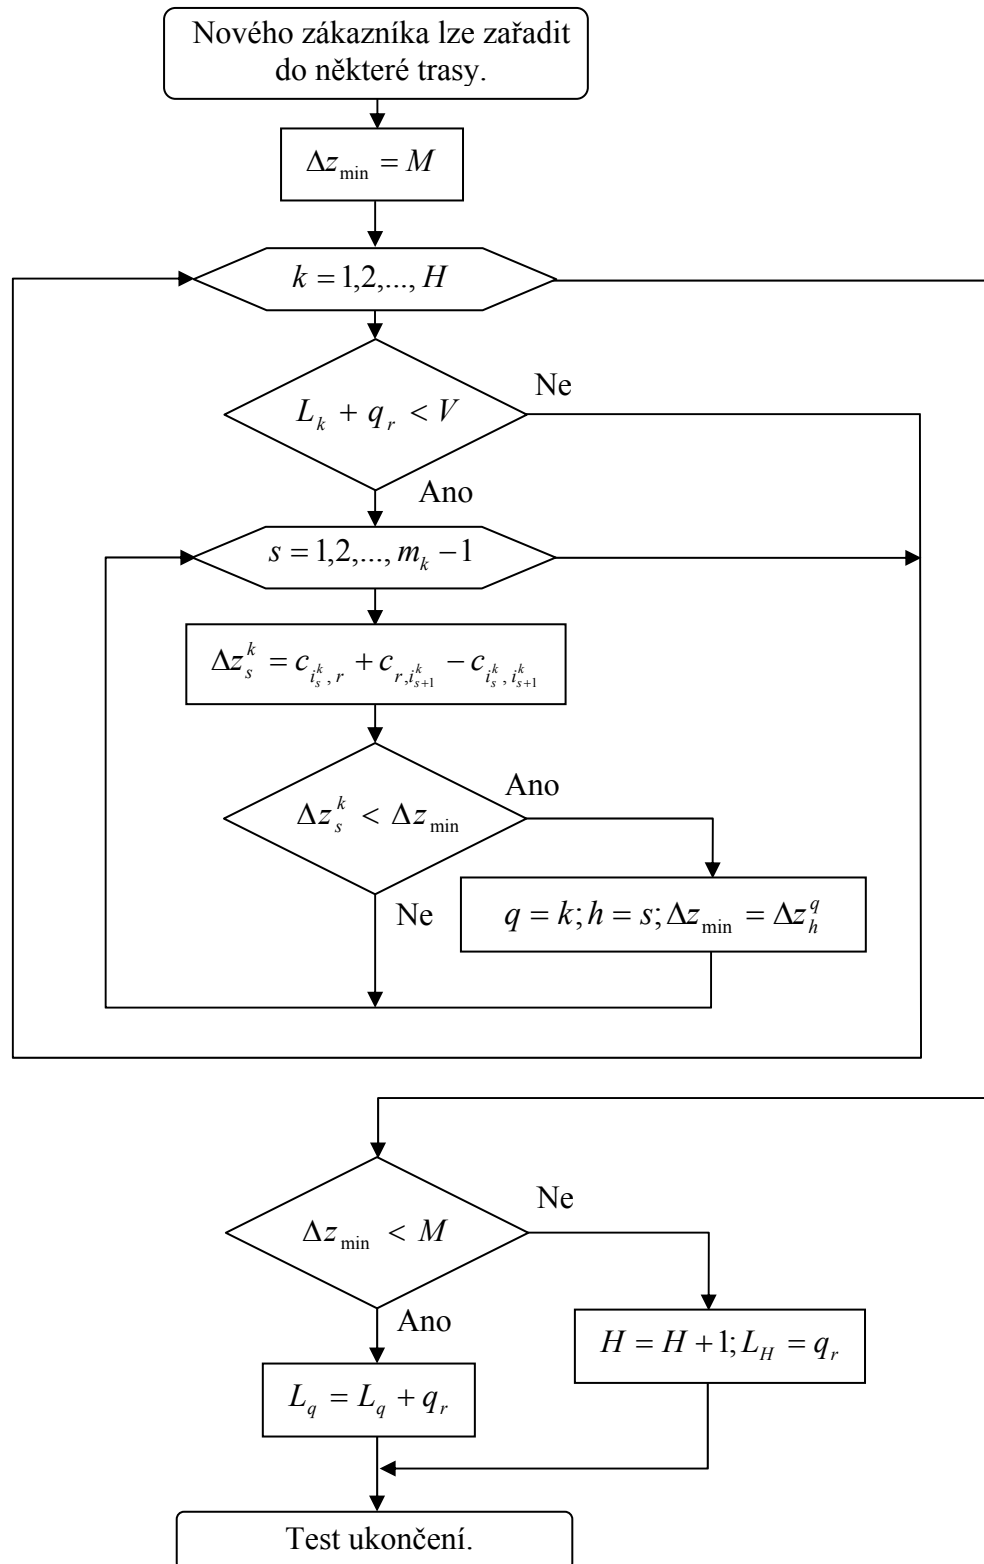 Nového zákazníka lze zařadit
do některé trasy.
Δz_min = M
k = 1,2,..., H
Ne
L_k + q_r < V
Ano
s = 1,2,..., m_k − 1
Δz_s^k = c_{i_s^k, r} + c_{r, i_{s+1}^k} − c_{i_s^k, i_{s+1}^k}
Ano
Δz_s^k < Δz_min
Ne
q = k; h = s; Δz_min = Δz_h^q
Ne
Δz_min < M
Ano
H = H + 1; L_H = q_r
L_q = L_q + q_r
Test ukončení.